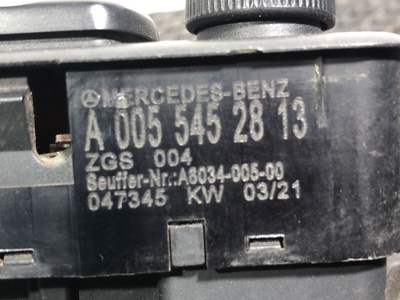 MERCEDES-BENZ
A 005 545 28 13
ZGS 004
Seuffer-Nr.:A6034-005-00
047345 KW 03/21